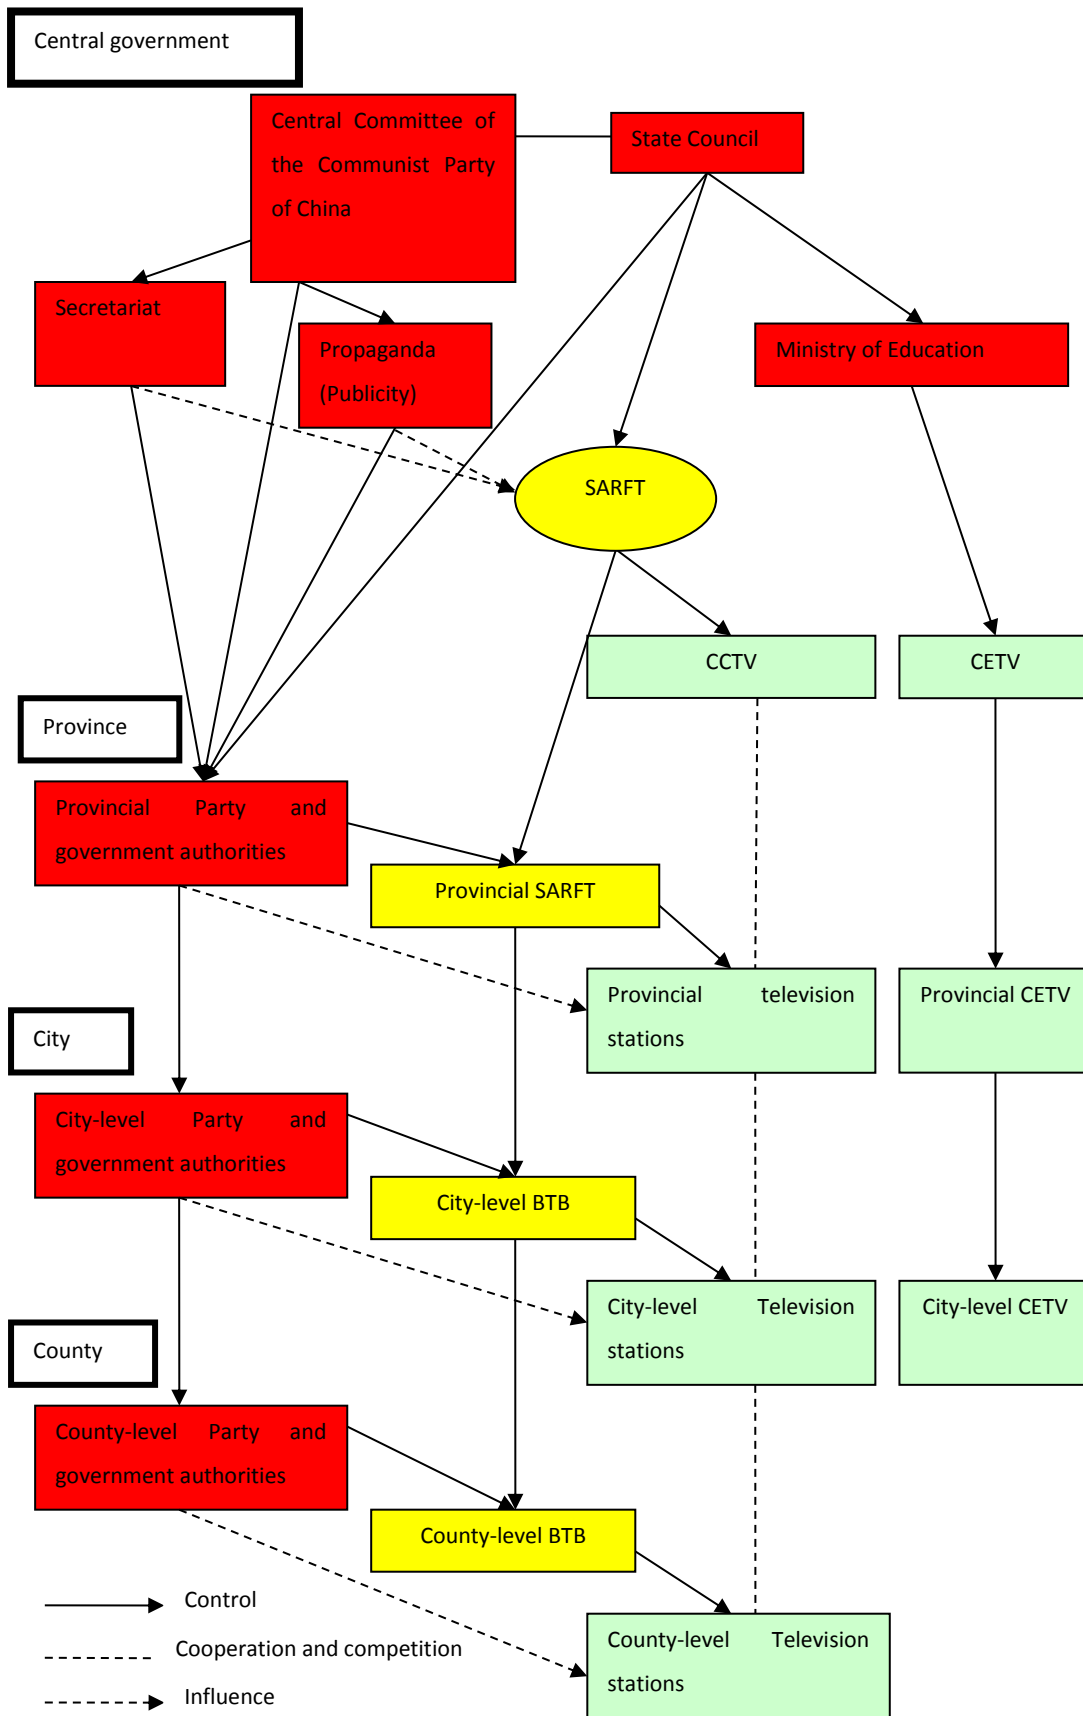 Central government
Central Committee of
the Communist Party
of China
State Council
Secretariat
Propaganda
(Publicity)
Ministry of Education
SARFT
CCTV
CETV
Province
Provincial Party and
government authorities
Provincial SARFT
Provincial television
stations
Provincial CETV
City
City-level Party and
government authorities
City-level BTB
City-level Television
stations
City-level CETV
County
County-level Party and
government authorities
County-level BTB
County-level Television
stations
Control
Cooperation and competition
Influence